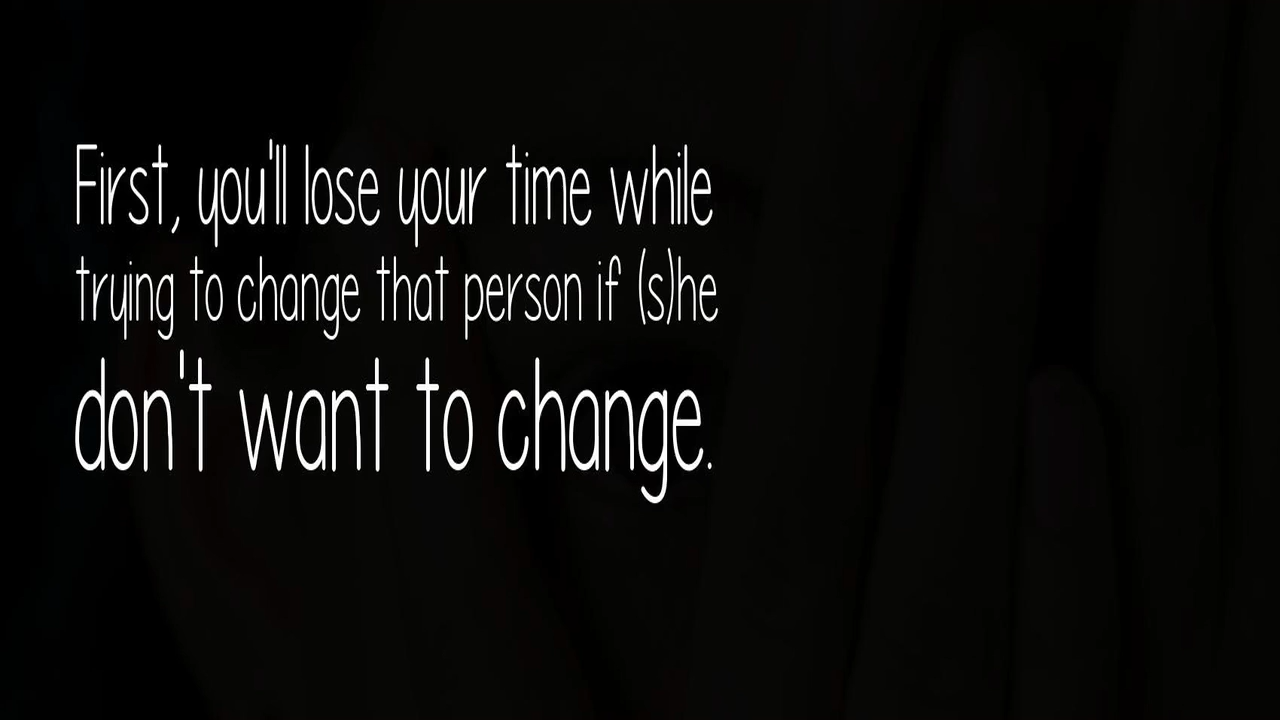 First, you'll lose your time while
trying to change that person if (s)he
don't want to change.